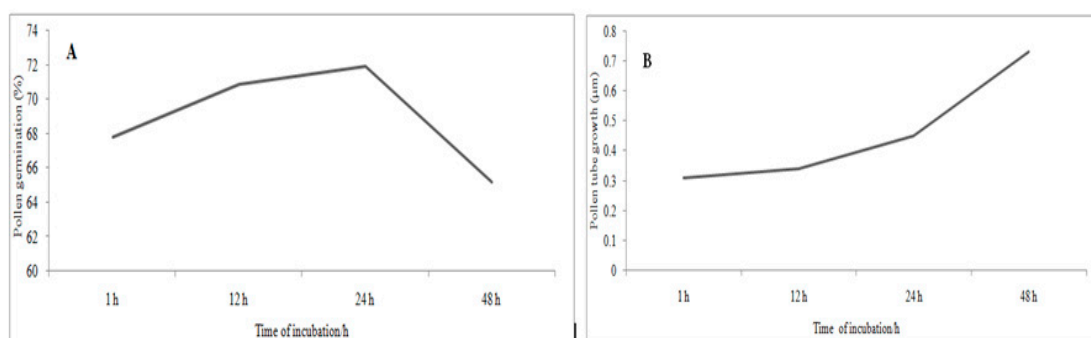 A
Pollen germination (%)
74
72
70
68
66
64
62
60
1 h
12 h
24 h
48 h
Time of incubation/h
B
Pollen tube growth (µm)
0.8
0.7
0.6
0.5
0.4
0.3
0.2
0.1
0
1 h
12 h
24 h
48 h
Time of incubation/h